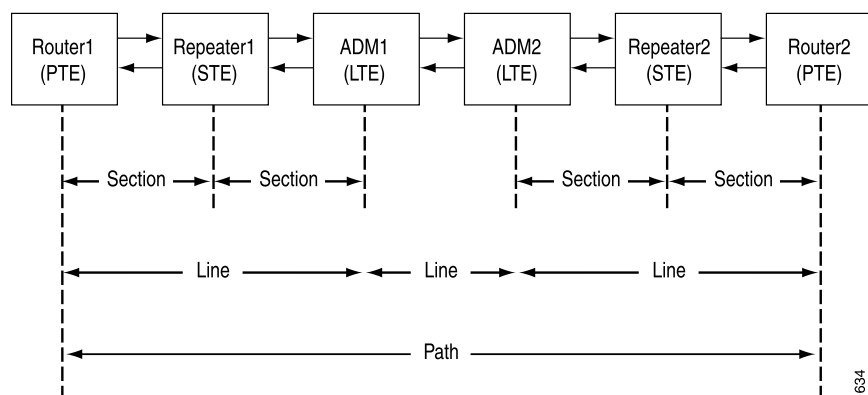 Router1
(PTE)
Repeater1
(STE)
ADM1
(LTE)
ADM2
(LTE)
Repeater2
(STE)
Router2
(PTE)
Section
Section
Section
Section
Line
Line
Line
Path
634